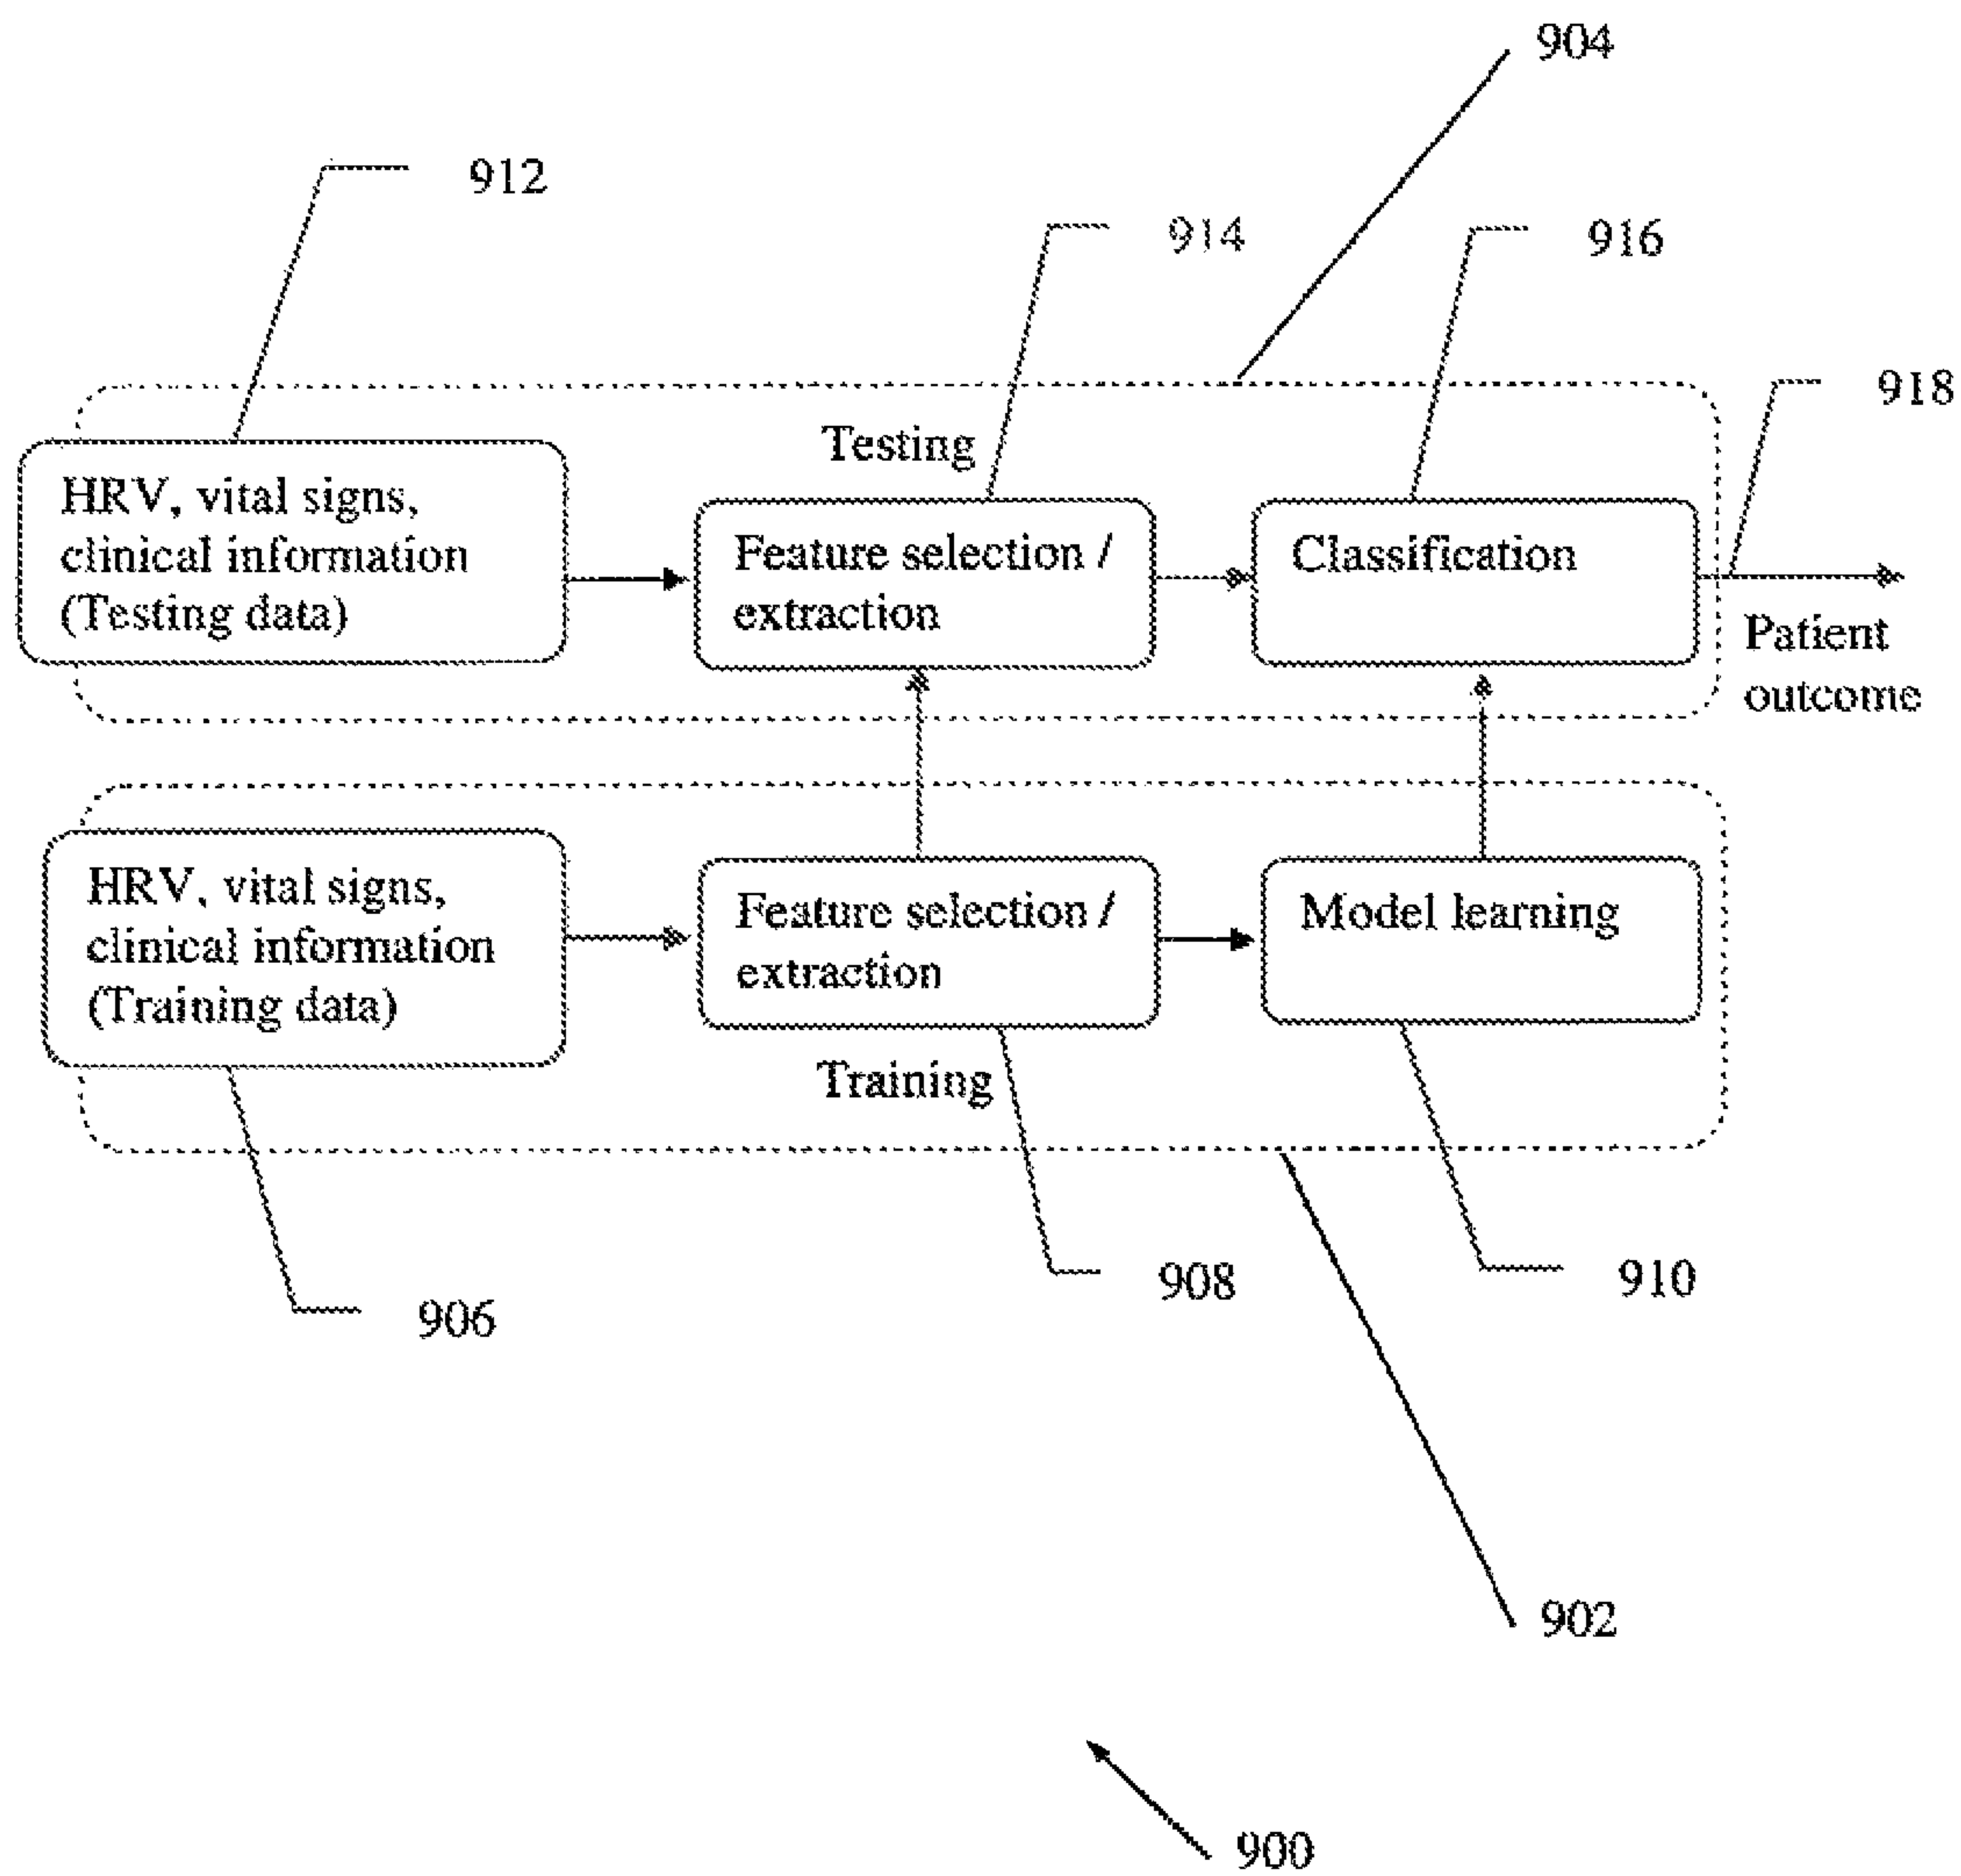 904
912
914
916
918
Testing
HRV, vital signs,
clinical information
(Testing data)
Feature selection /
extraction
Classification
Patient
outcome
HRV, vital signs,
clinical information
(Training data)
Feature selection /
extraction
Model learning
Training
906
908
910
902
900